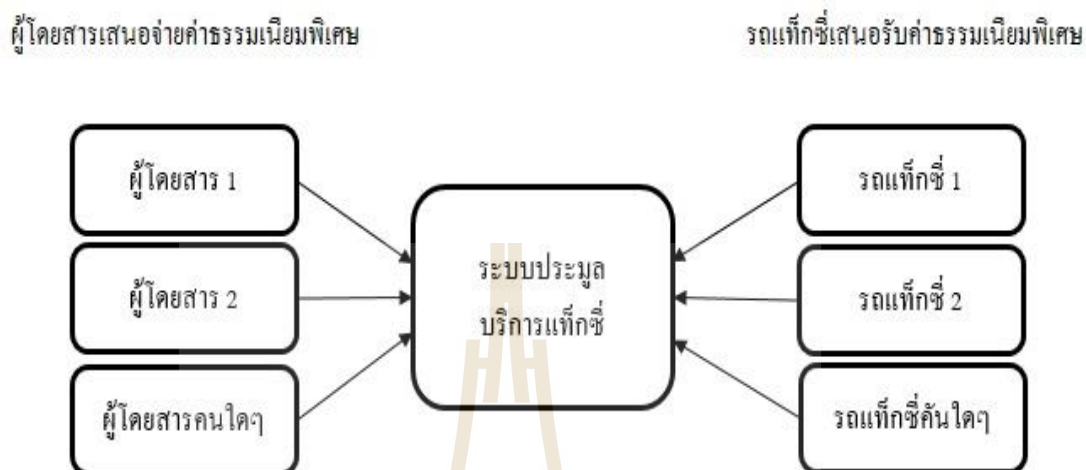 ผู้โดยสารเสนอจ่ายค่าธรรมเนียมพิเศษ
รถแท็กซี่เสนอรับค่าธรรมเนียมพิเศษ
ผู้โดยสาร 1
รถแท็กซี่ 1
ระบบประมูล
บริการแท็กซี่
ผู้โดยสาร 2
รถแท็กซี่ 2
ผู้โดยสารคนใดๆ
รถแท็กซี่คันใดๆ